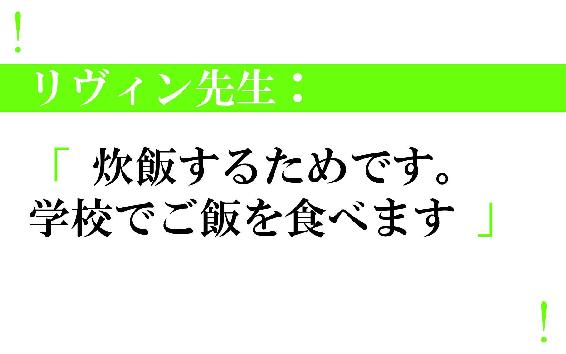 !
リヴィン先生：
「 炊飯するためです。
学校でご飯を食べます 」
!